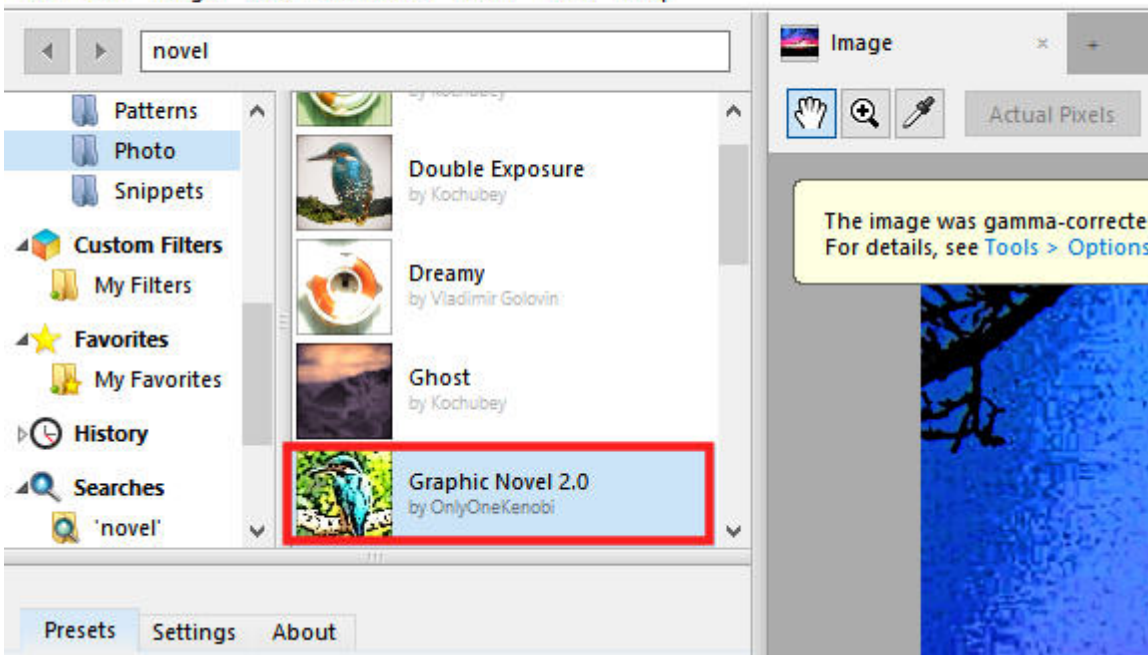 novel
Patterns
Photo
Snippets
Custom Filters
My Filters
Favorites
My Favorites
History
Searches
'novel'
Double Exposure
by Kochubey
Dreamy
by Vladimir Golovin
Ghost
by Kochubey
Graphic Novel 2.0
by OnlyOneKenobi
Presets Settings About
Image
Actual Pixels
The image was gamma-correcte
For details, see Tools > Options